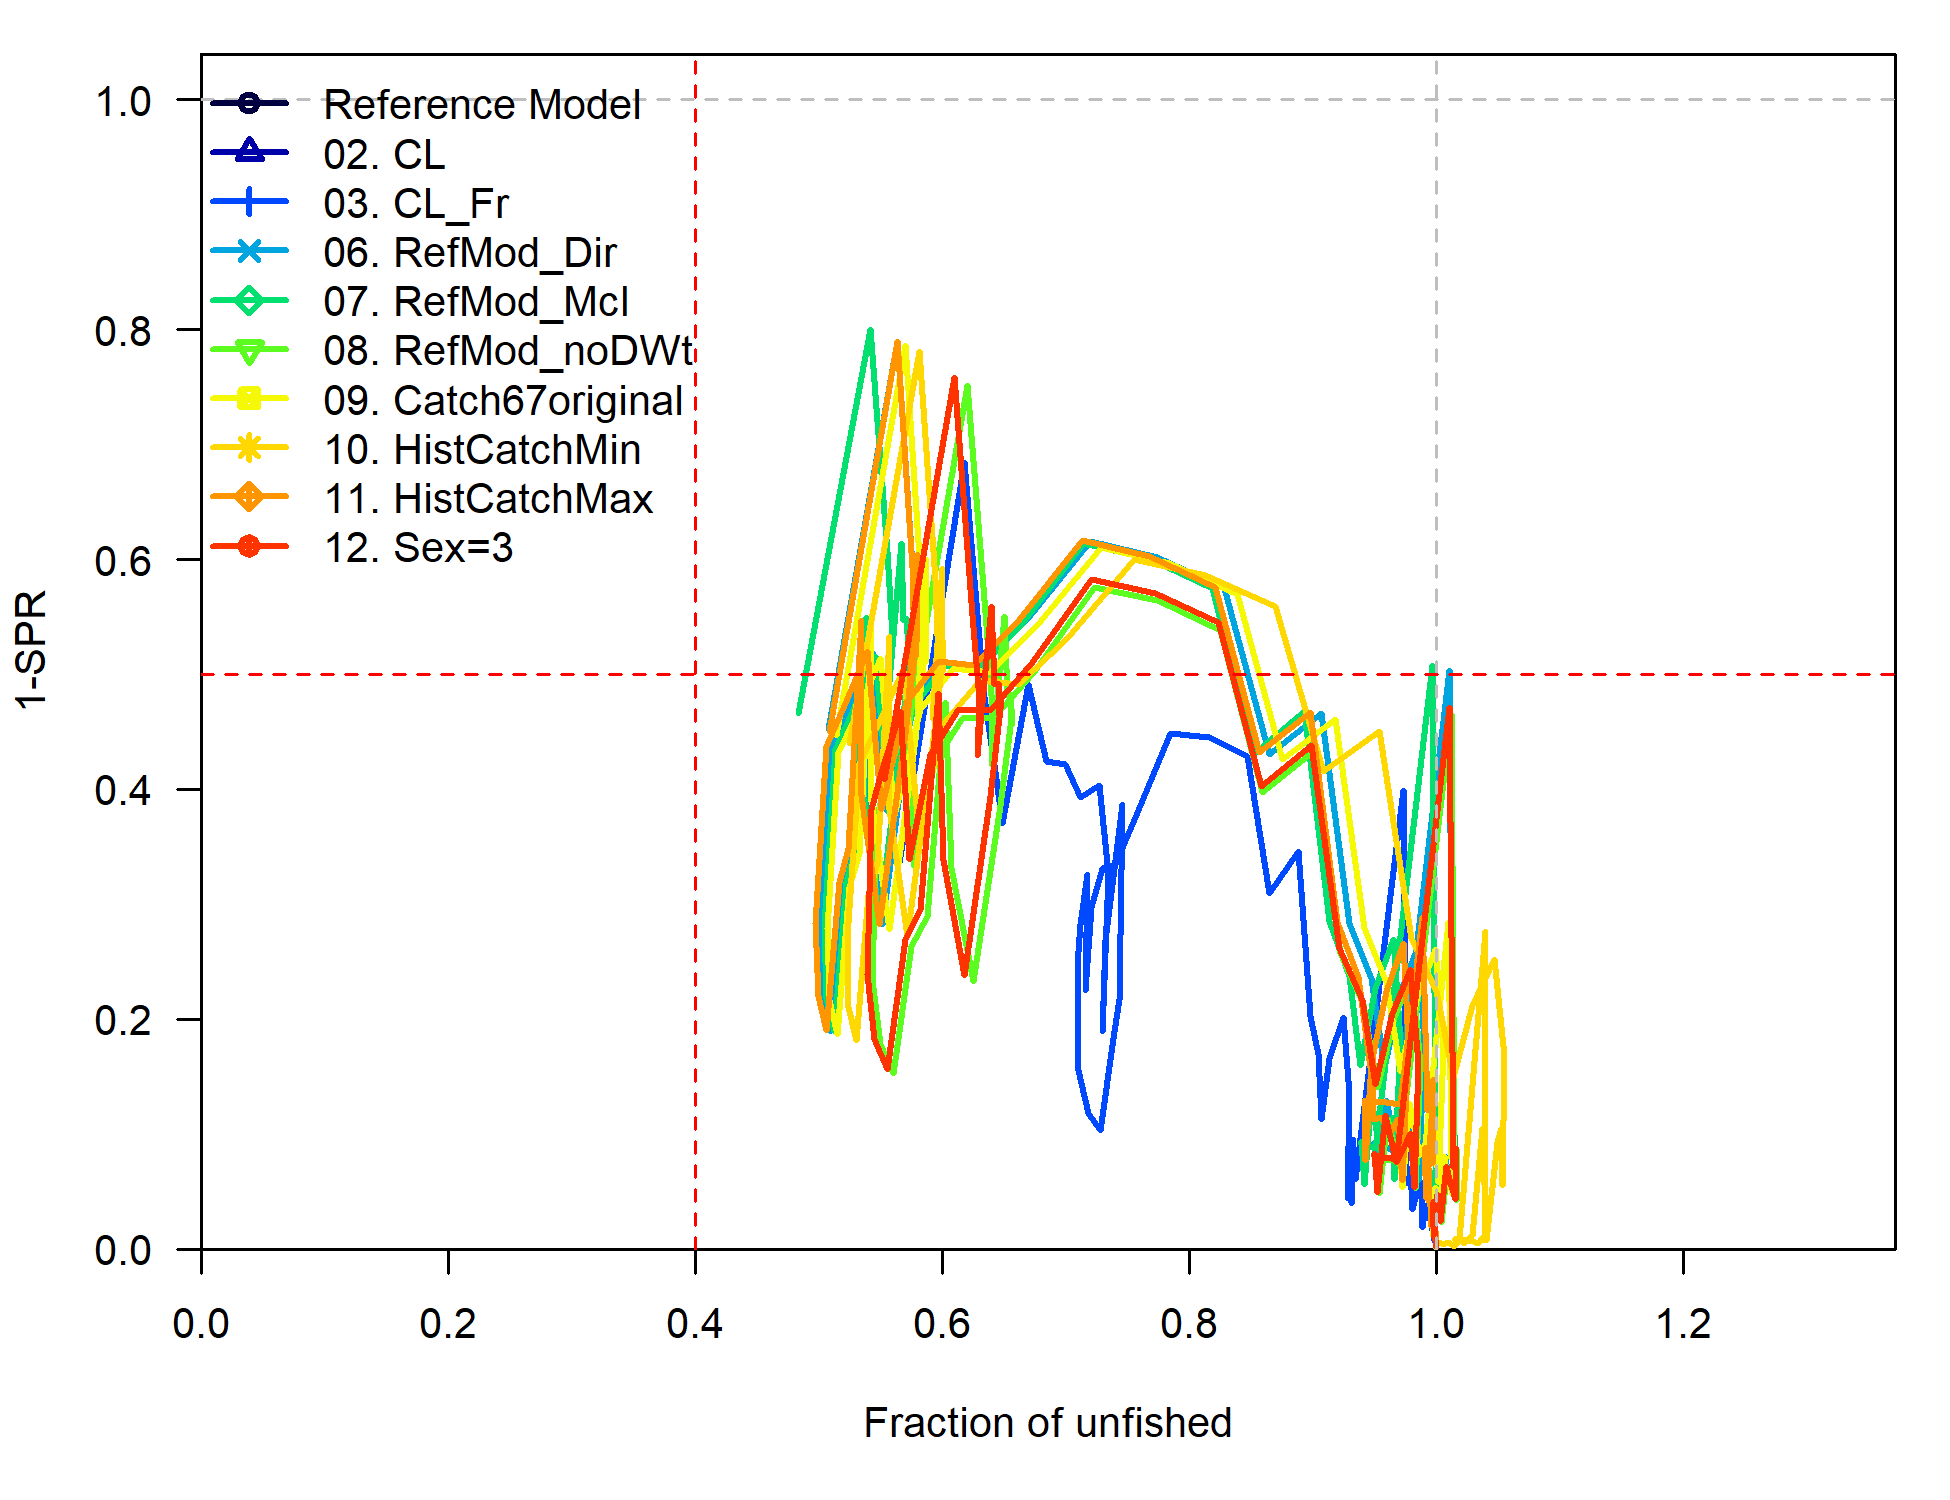 Reference Model
02. CL
03. CL_Fr
06. RefMod_Dir
07. RefMod_Mcl
08. RefMod_noDWt
09. Catch67original
10. HistCatchMin
11. HistCatchMax
12. Sex=3
1.0
0.8
0.6
0.4
0.2
0.0
1-SPR
0.0 0.2 0.4 0.6 0.8 1.0 1.2
Fraction of unfished